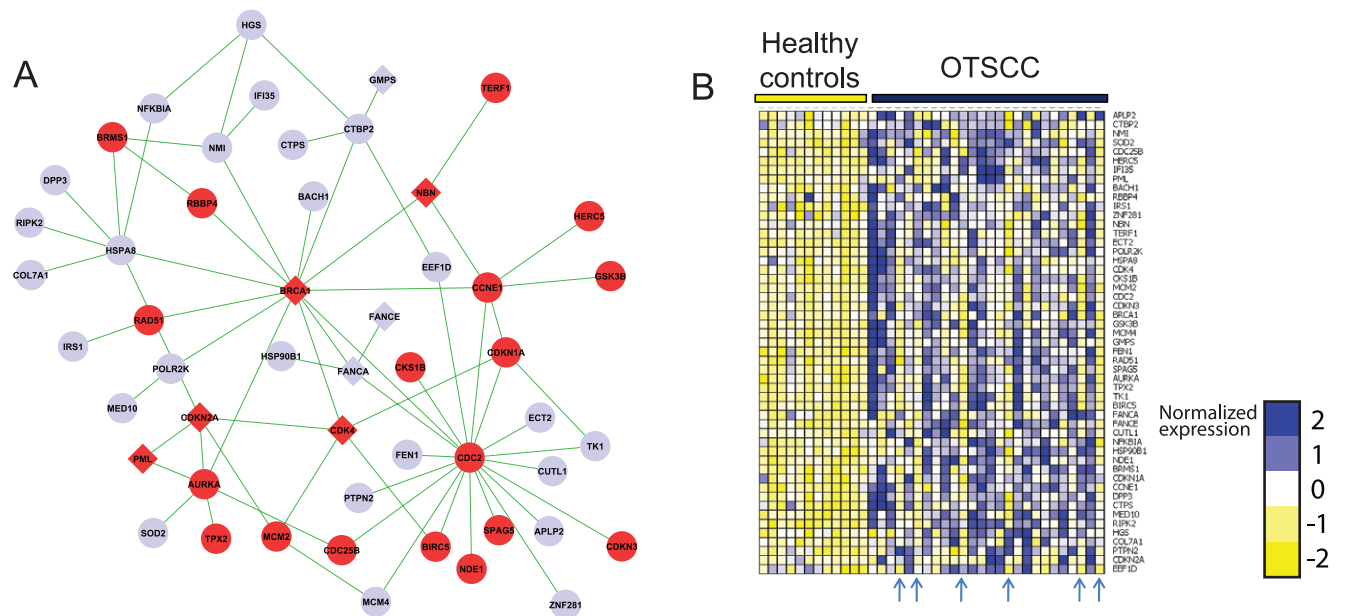 A
HGS
GMPS
TERF1
IFI35
NFKBIA
CTBP2
BRMS1
CTPS
NMI
DPP3
NBN
BACH1
RBBP4
HERC5
RIPK2
HSPA8
EEF1D
COL7A1
GSK3B
BRCA1
CCNE1
FANCE
RAD51
IRS1
HSP90B1
CDKN1A
POLR2K
FANCA
CKS1B
MED10
ECT2
CDKN2A
CDK4
TK1
PML
FEN1
CDC2
CUTL1
AURKA
PTPN2
SOD2
TPX2
MCM2
SPAG5
APLP2
CDC25B
BIRC5
CDKN3
NDE1
MCM4
ZNF281
B
Healthy
controls
OTSCC
APLP2
CTBP2
NMI
SOD2
CDC25B
HERC5
IFI35
PML
BACH1
RBBP4
IRS1
ZNF281
NBN
TERF1
ECT2
POLR2K
HSPA8
CDK4
CKS1B
MCM2
CDC2
CDKN3
BRCA1
GSK3B
MCM4
GMPS
FEN1
RAD51
SPAG5
AURKA
TPX2
TK1
BIRC5
FANCA
FANCE
CUTL1
NFKBIA
HSP90B1
NDE1
BRMS1
CDKN1A
CCNE1
DPP3
CTPS
MED10
RIPK2
HGS
COL7A1
PTPN2
CDKN2A
EEF1D
Normalized
expression
2
1
0
-1
-2